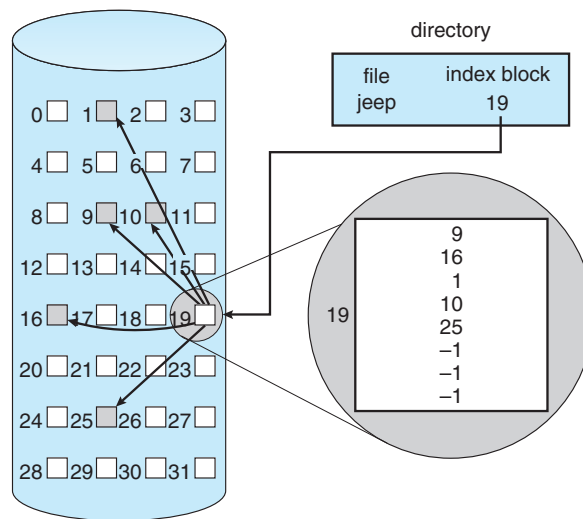 directory
file index block
jeep 19
0 1 2 3
4 5 6 7
8 9 10 11
12 13 14 15
16 17 18 19
20 21 22 23
24 25 26 27
28 29 30 31
19
9
16
1
10
25
–1
–1
–1